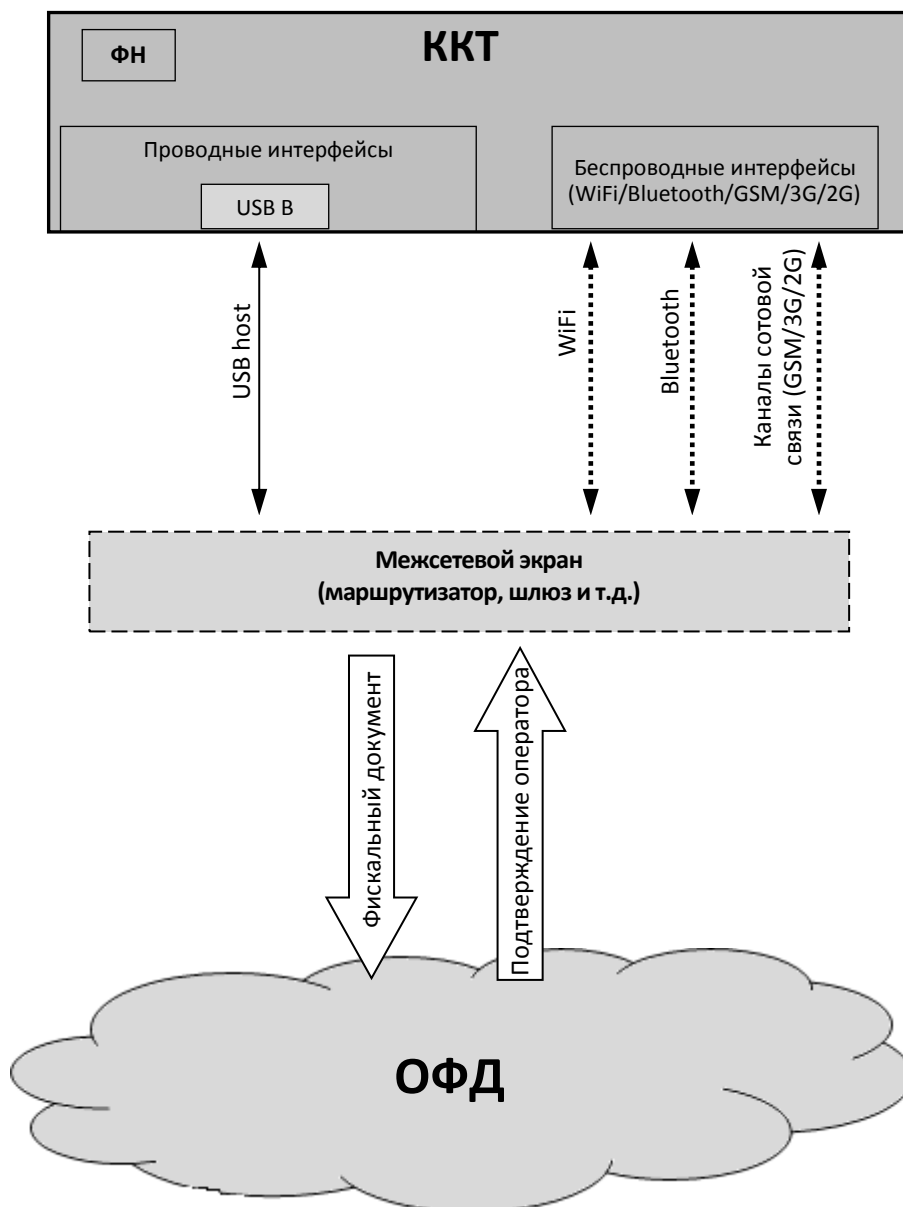 ФН
ККТ
Проводные интерфейсы
USB B
Беспроводные интерфейсы
(WiFi/Bluetooth/GSM/3G/2G)
USB host
WiFi
Bluetooth
Каналы сотовой
связи (GSM/3G/2G)
Межсетевой экран
(маршрутизатор, шлюз и т.д.)
Фискальный документ
Подтверждение оператора
ОФД